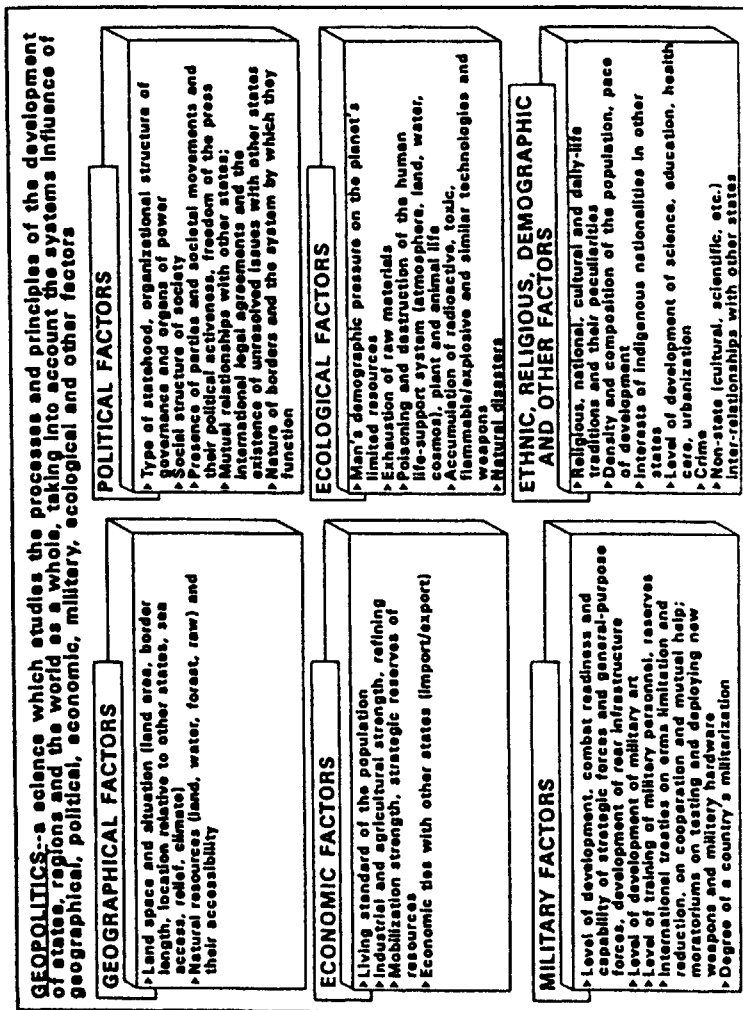 GEOPOLITICS--a science which studies the processes and principles of the development
of states, regions and the world as a whole, taking into account the systems influence of
geographical, political, economic, military, ecological and other factors
GEOGRAPHICAL FACTORS
▸Land space and situation (land area, border
length, location relative to other states, sea
access, relief, climate)
▸Natural resources (land, water, forest, raw) and
their accessibility
POLITICAL FACTORS
▸Type of statehood, organizational structure of
governance and organs of power
▸Social structure of society
▸Presence of parties and societal movements and
their political activeness, freedom of the press
▸Mutual relationships with other states;
international legal agreements and the
existence of unresolved issues with other states
▸Nature of borders and the system by which they
function
ECONOMIC FACTORS
▸Living standard of the population
▸Industrial and agricultural strength, refining
▸Mobilization strength, strategic reserves of
resources
▸Economic ties with other states (import/export)
ECOLOGICAL FACTORS
▸Man's demographic pressure on the planet's
limited resources
▸Exhaustion of raw materials
▸Poisoning and destruction of the human
life-support system (atmosphere, land, water,
cosmos), plant and animal life
▸Accumulation of radioactive, toxic,
flammable/explosive and similar technologies and
weapons
▸Natural disasters
MILITARY FACTORS
▸Level of development, combat readiness and
capability of strategic forces and general-purpose
forces, development of rear infrastructure
▸Level of development of military art
▸Level of training of military personnel, reserves
▸International treaties on erma limitation and
reduction, on cooperation and mutual help;
moratoriums on testing and deploying new
weapons and military hardware
▸Degree of a country's militarization
ETHNIC, RELIGIOUS, DEMOGRAPHIC
AND OTHER FACTORS
▸Religious, national, cultural and daily-life
traditions and their peculiarities
▸Density and composition of the population, pace
of development
▸Interests of indigenous nationalities in other
states
▸Level of development of science, education, health
care, urbanization
▸Crime
▸Non-state (cultural, scientific, etc.)
inter-relationships with other states